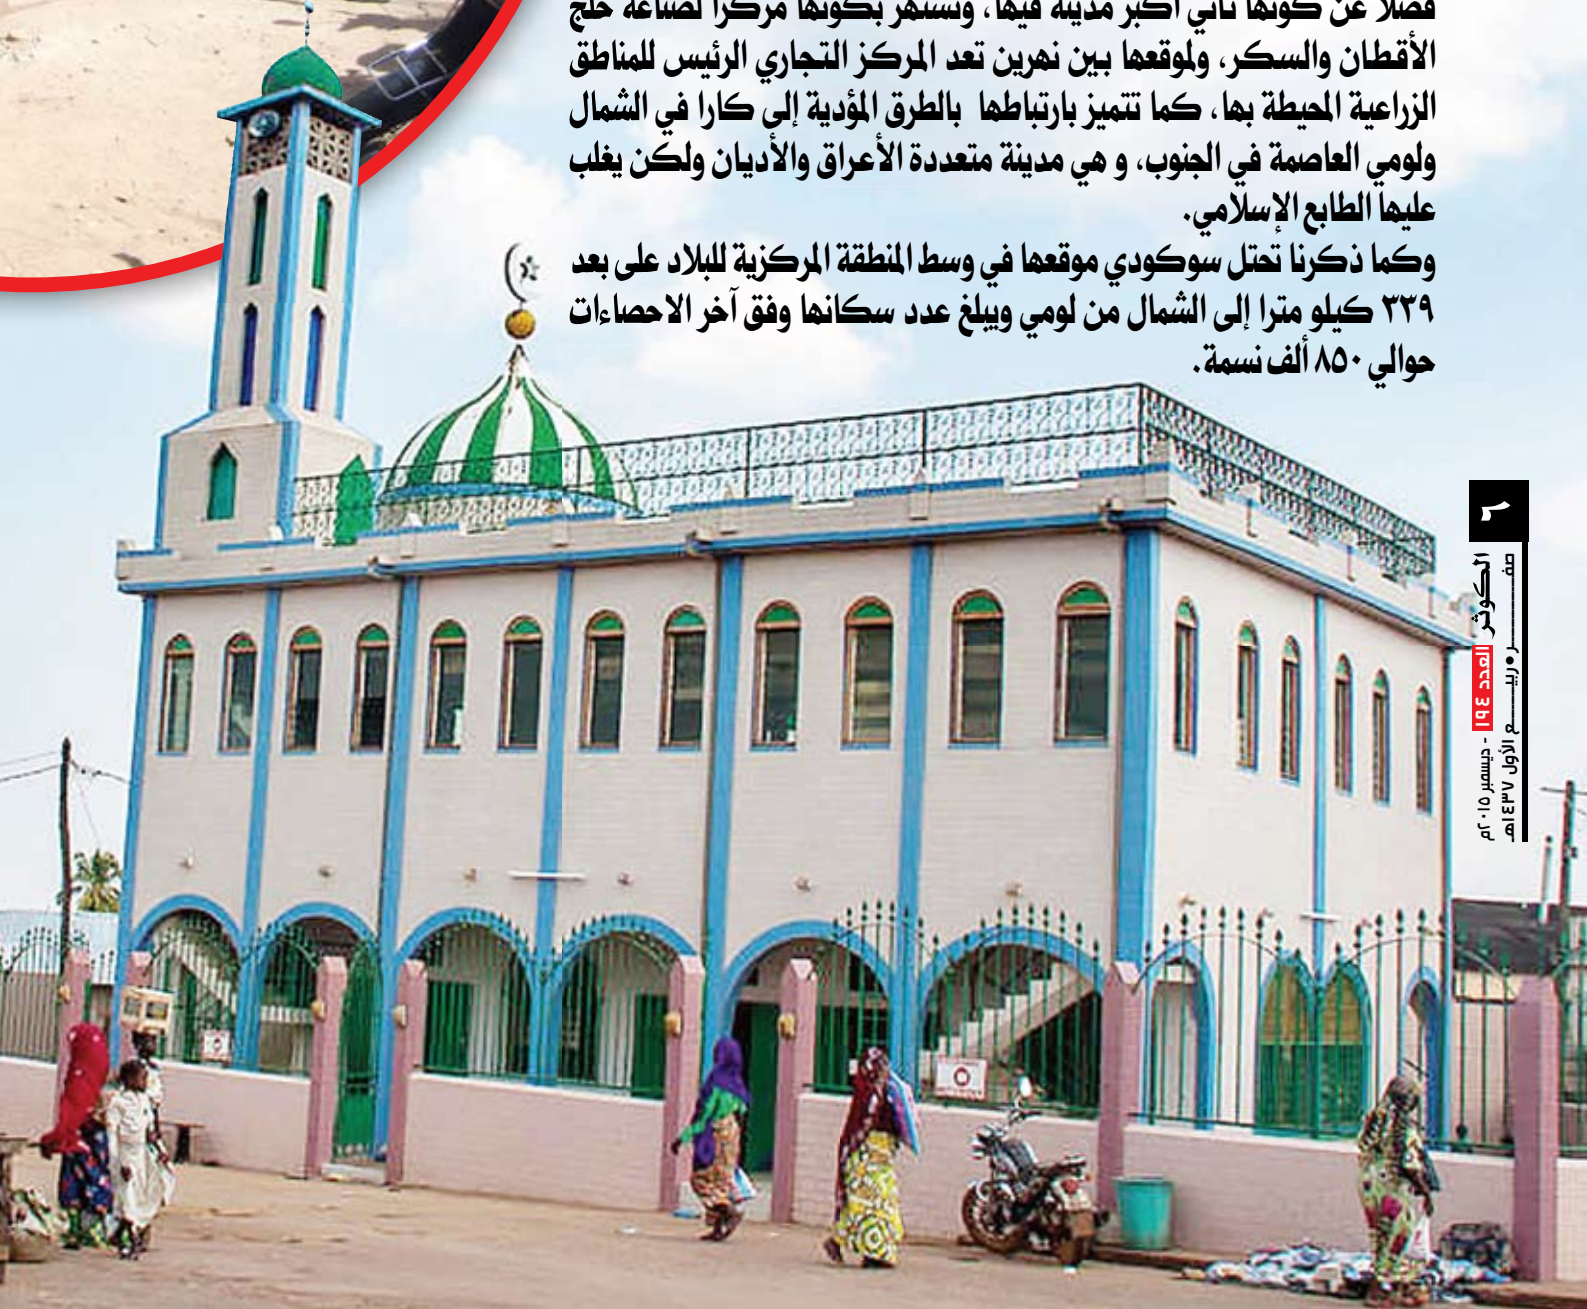 فضلا عن كونها ثاني أكبر مدينة فيها، وتشتهر بكونها مركزا لصناعة حلج
الأقطان والسكر، ولموقعها بين نهرين تعد المركز التجاري الرئيس للمناطق
الزراعية المحيطة بها، كما تتميز بارتباطها بالطرق المؤدية إلى كارا في الشمال
ولومي العاصمة في الجنوب، و هي مدينة متعددة الأعراق والأديان ولكن يغلب
عليها الطابع الإسلامي.
وكما ذكرنا تحتل سوكودي موقعها في وسط المنطقة المركزية للبلاد على بعد
٣٣٩ كيلو مترا إلى الشمال من لومي ويبلغ عدد سكانها وفق آخر الاحصاءات
حوالي ٨٥٠ ألف نسمة.
٦
الكوثر العدد ١٩٤ - ديسمبر ٢٠١٥م
صفـــــــر • ربيـــــع الأول ١٤٣٧هـ